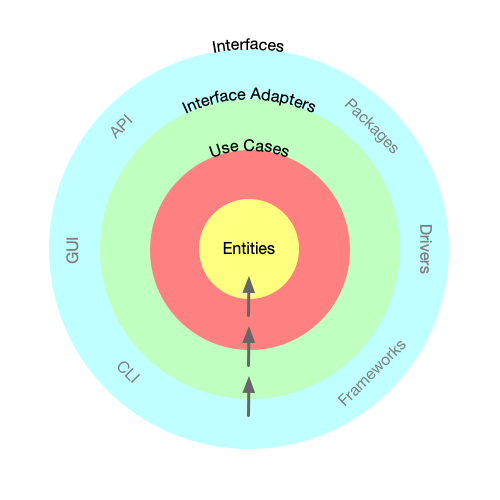 Interfaces
Interface Adapters
API
Packages
Use Cases
GUI
Entities
Drivers
CLI
Frameworks